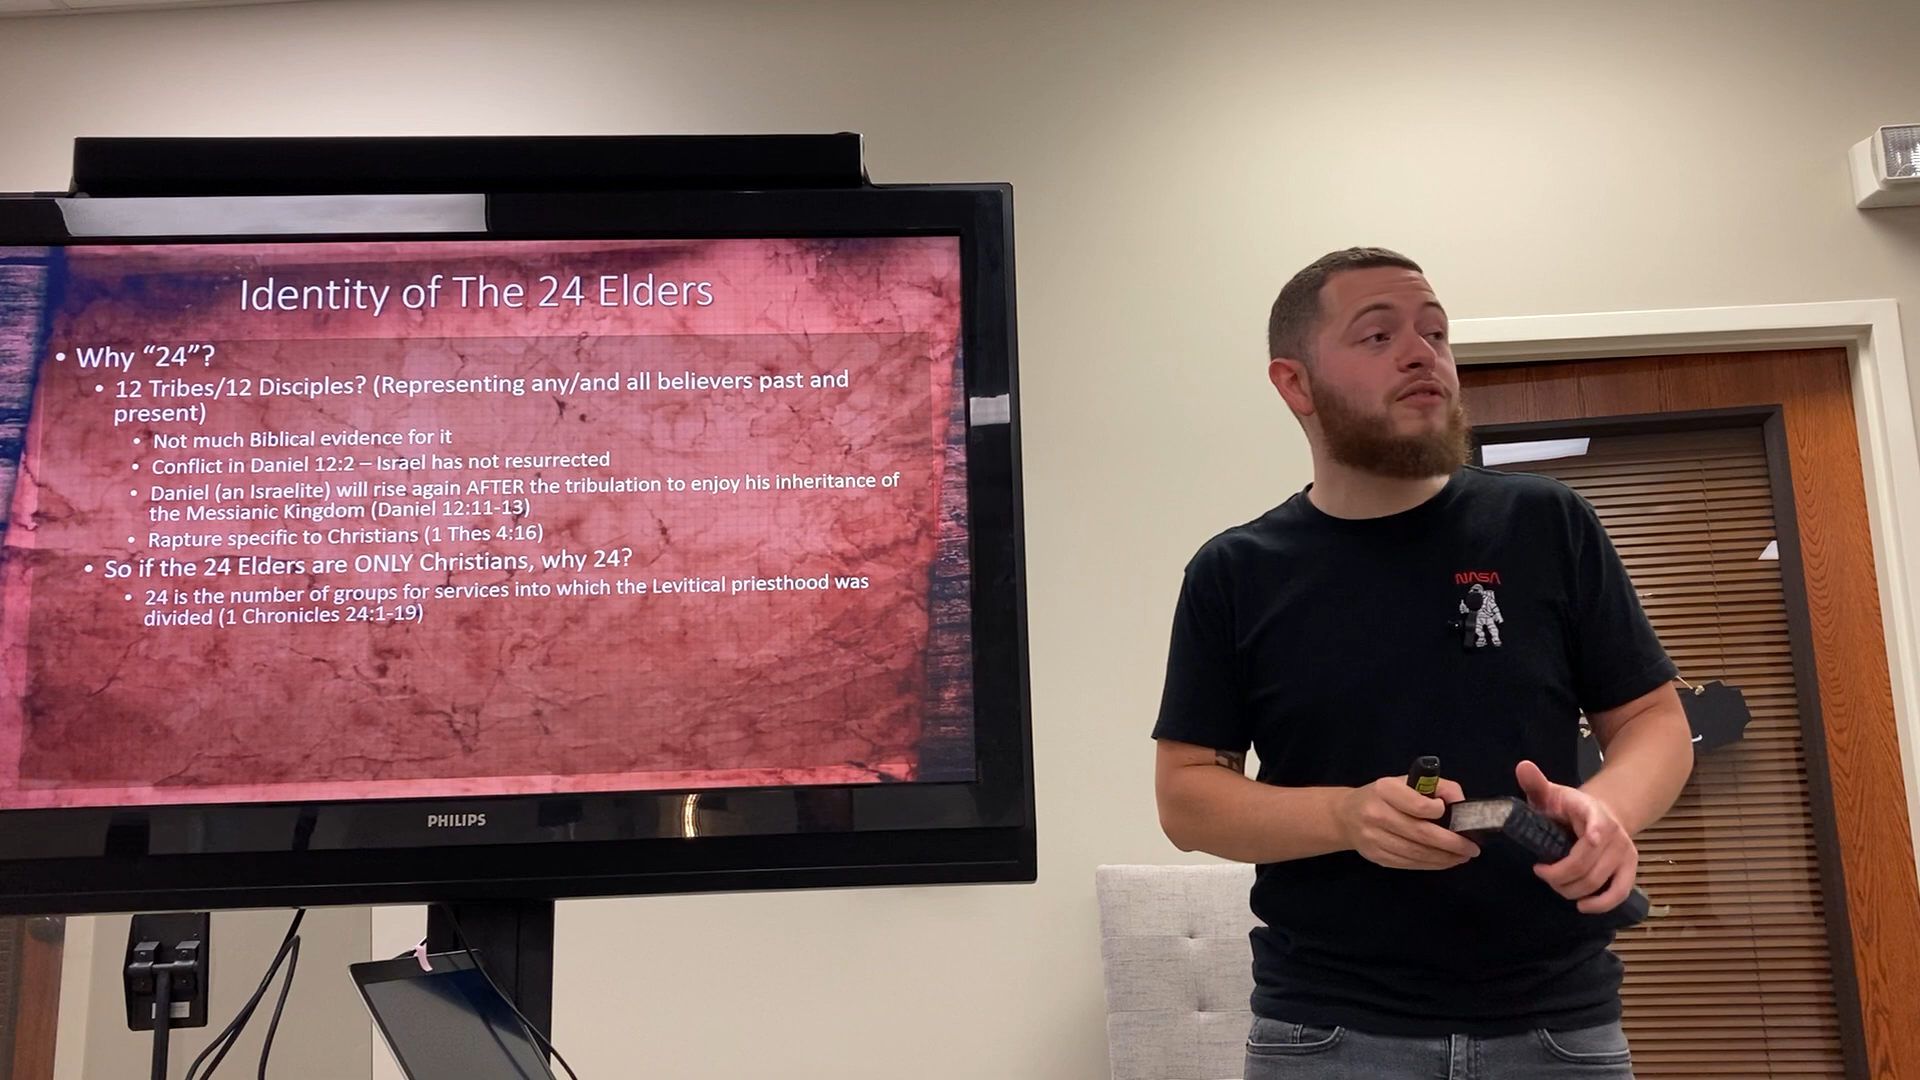 Identity of The 24 Elders
• Why “24”?
• 12 Tribes/12 Disciples? (Representing any/and all believers past and
present)
• Not much Biblical evidence for it
• Conflict in Daniel 12:2 – Israel has not resurrected
• Daniel (an Israelite) will rise again AFTER the tribulation to enjoy his inheritance of
the Messianic Kingdom (Daniel 12:11-13)
• Rapture specific to Christians (1 Thes 4:16)
• So if the 24 Elders are ONLY Christians, why 24?
• 24 is the number of groups for services into which the Levitical priesthood was
divided (1 Chronicles 24:1-19)
PHILIPS
NASA